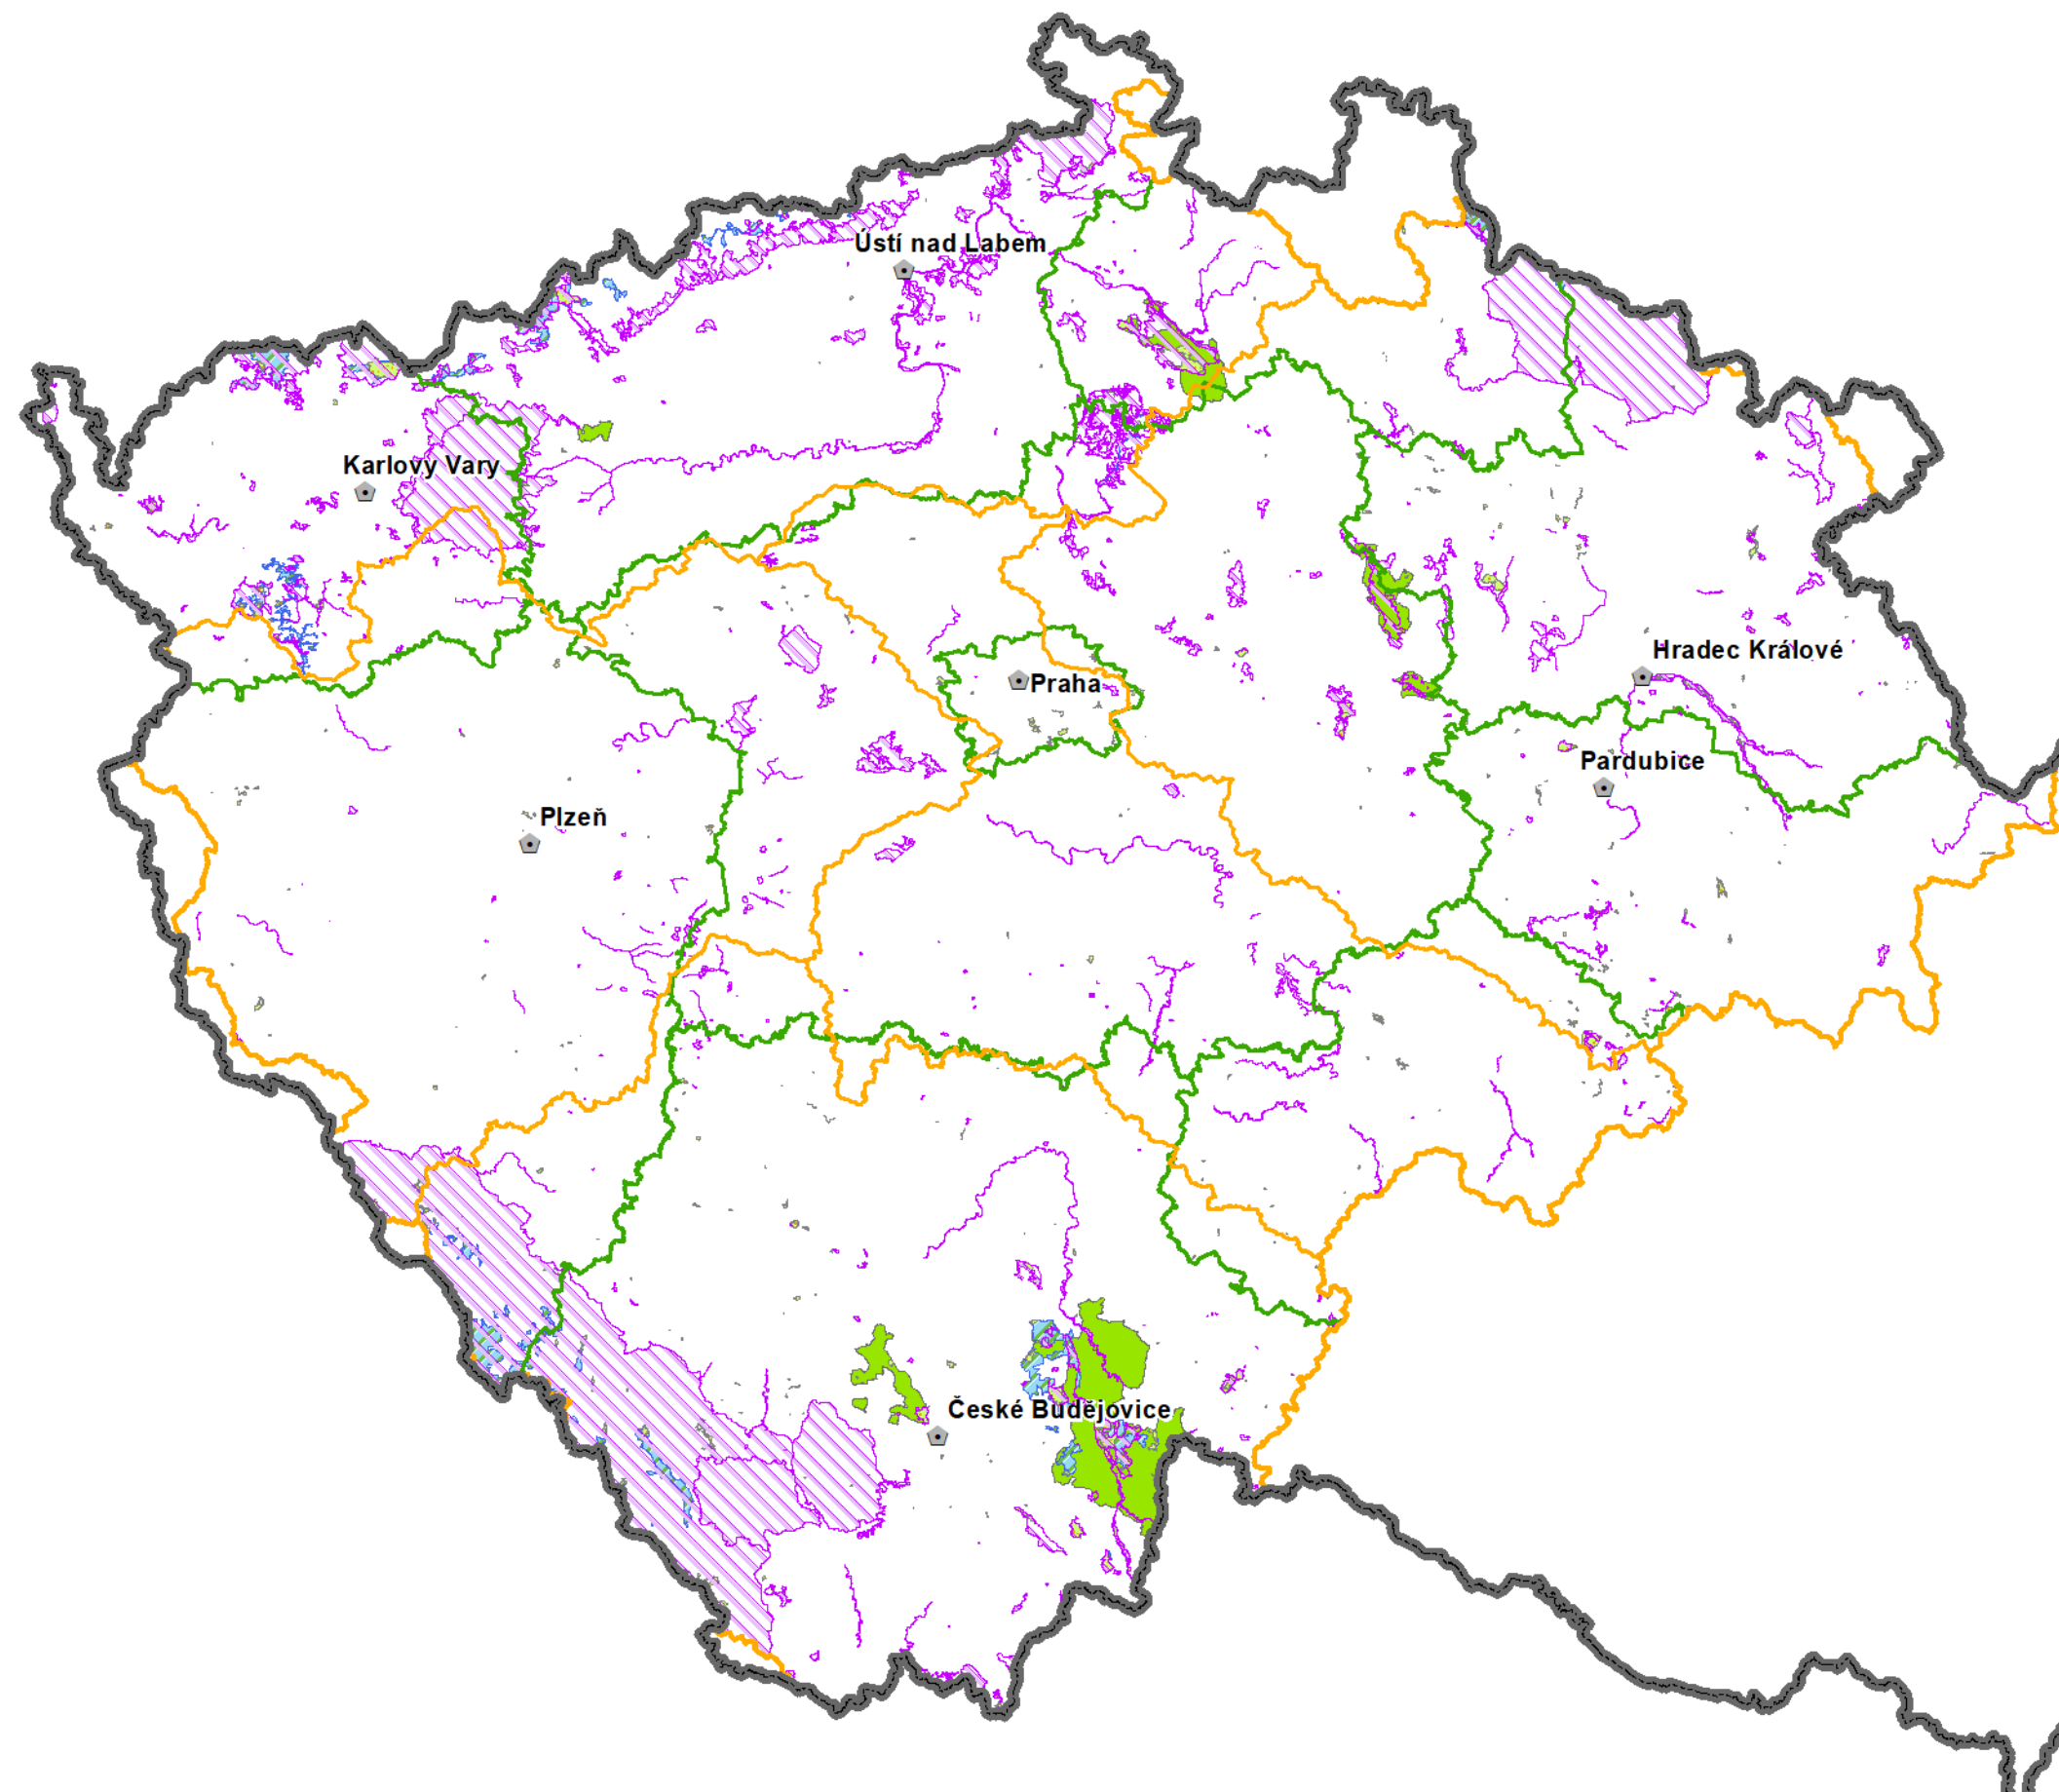 Ústí nad Labem
Karlovy Vary
Hradec Králové
Praha
Pardubice
Plzeň
České Budějovice